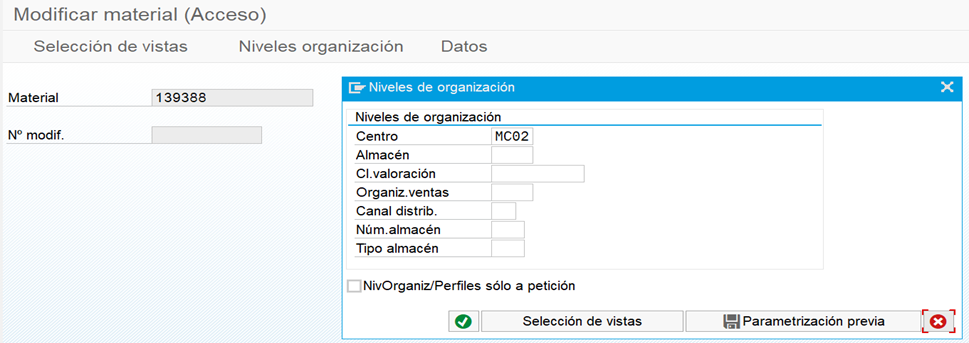 Modificar material (Acceso)
Selección de vistas Niveles organización Datos
Material 139388
Nº modif.
Niveles de organización
Niveles de organización
Centro MC02
Almacén
Cl.valoración
Organiz.ventas
Canal distrib.
Núm.almacén
Tipo almacén
NivOrganiz/Perfiles sólo a petición
Selección de vistas Parametrización previa